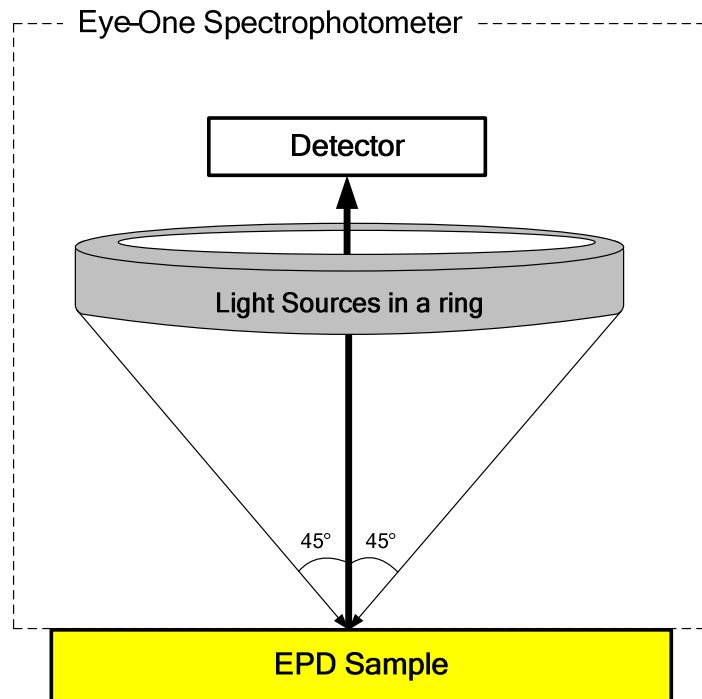 Eye-One Spectrophotometer
Detector
Light Sources in a ring
45° 45°
EPD Sample